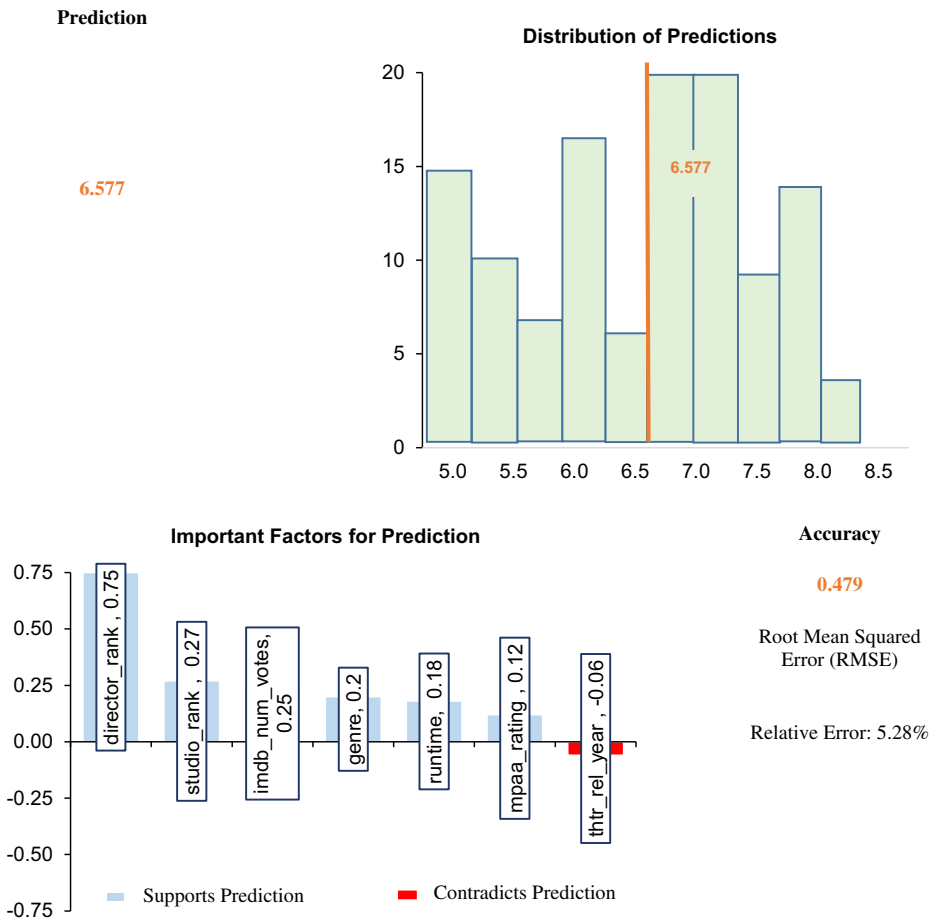 Prediction
6.577
Distribution of Predictions
20
15
10
5
0
6.577
5.0 5.5 6.0 6.5 7.0 7.5 8.0 8.5
Important Factors for Prediction
0.75
0.50
0.25
0.00
-0.25
-0.50
-0.75
director_rank , 0.75
studio_rank , 0.27
imdb_num_votes,
0.25
genre, 0.2
runtime, 0.18
mpaa_rating , 0.12
thtr_rel_year , -0.06
Supports Prediction
Contradicts Prediction
Accuracy
0.479
Root Mean Squared
Error (RMSE)
Relative Error: 5.28%